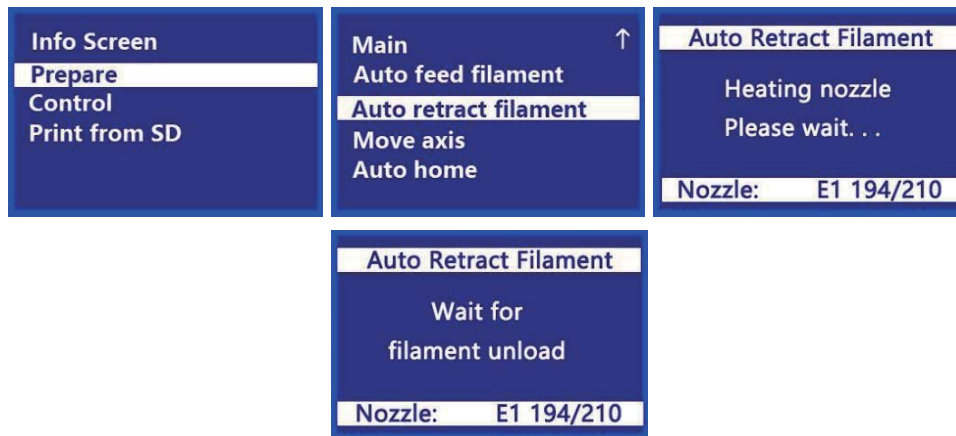 Info Screen
Prepare
Control
Print from SD
Main ↑
Auto feed filament
Auto retract filament
Move axis
Auto home
Auto Retract Filament
Heating nozzle
Please wait. . .
Nozzle: E1 194/210
Auto Retract Filament
Wait for
filament unload
Nozzle: E1 194/210